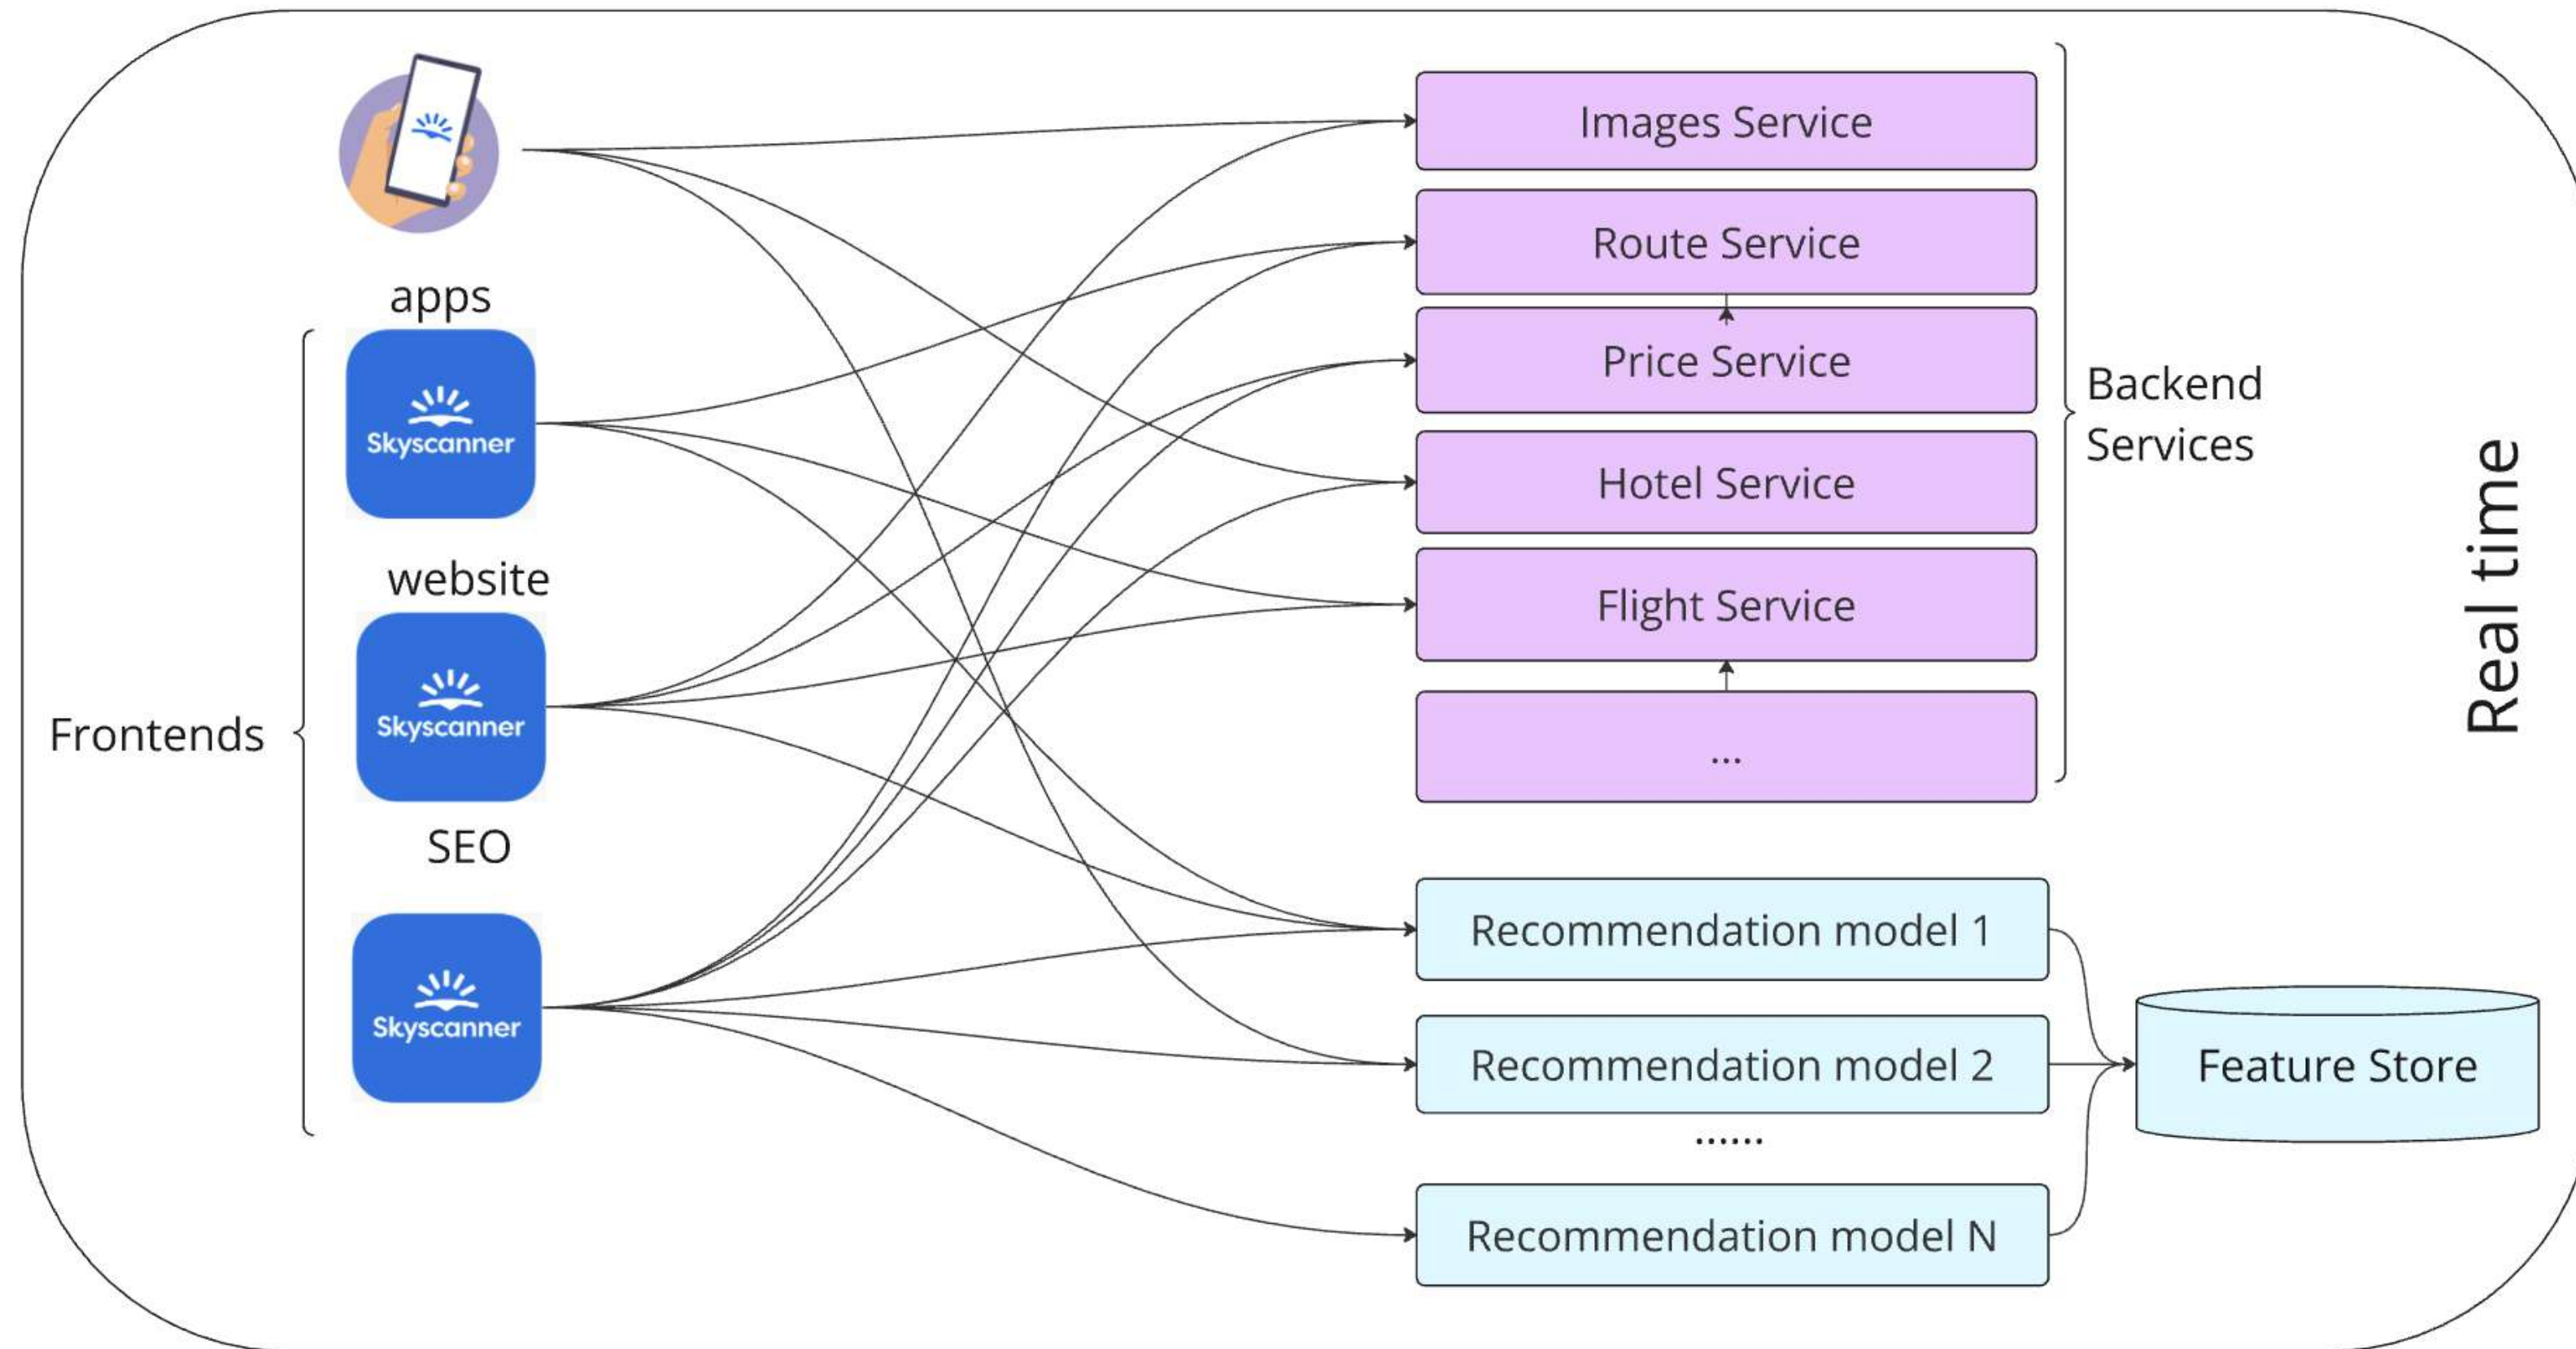 apps
Skyscanner
website
Skyscanner
SEO
Skyscanner
Frontends
Images Service
Route Service
Price Service
Hotel Service
Flight Service
...
Backend
Services
Real time
Recommendation model 1
Recommendation model 2
......
Recommendation model N
Feature Store